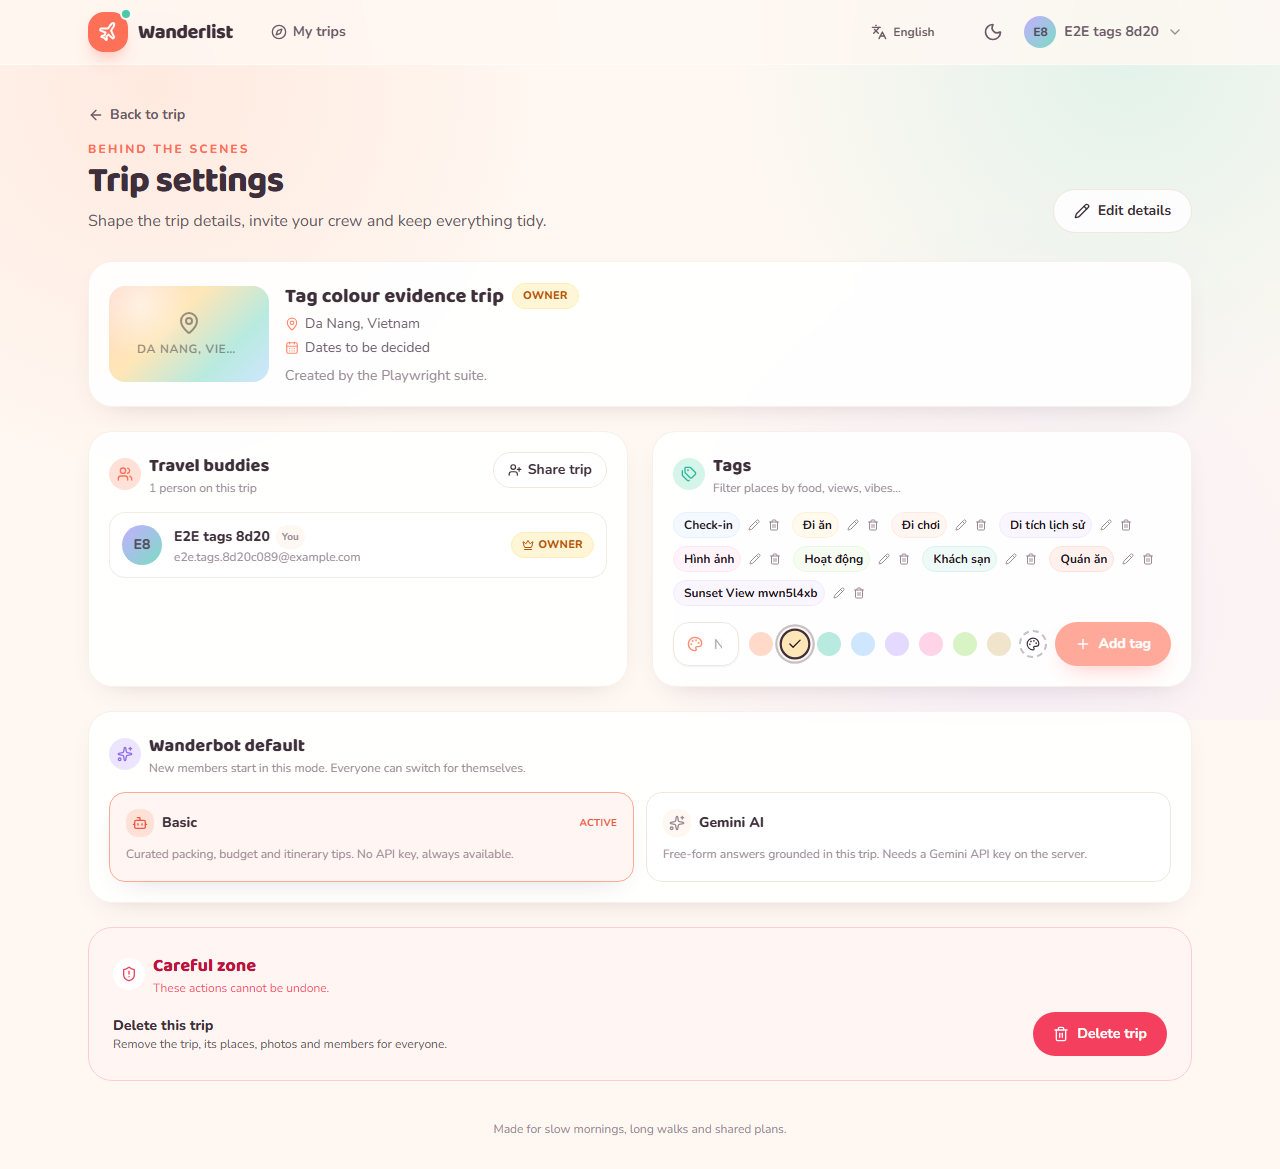 Wanderlist
My trips
English
E8
E2E tags 8d20
Back to trip
BEHIND THE SCENES
Trip settings
Shape the trip details, invite your crew and keep everything tidy.
Edit details
DA NANG, VIE...
Tag colour evidence trip
OWNER
Da Nang, Vietnam
Dates to be decided
Created by the Playwright suite.
Travel buddies
1 person on this trip
Share trip
E8
E2E tags 8d20
You
e2e.tags.8d20c089@example.com
OWNER
Tags
Filter places by food, views, vibes...
Check-in
Đi ăn
Đi chơi
Di tích lịch sử
Hình ảnh
Hoạt động
Khách sạn
Quán ăn
Sunset View mwn5l4xb
Add tag
Wanderbot default
New members start in this mode. Everyone can switch for themselves.
Basic
ACTIVE
Curated packing, budget and itinerary tips. No API key, always available.
Gemini AI
Free-form answers grounded in this trip. Needs a Gemini API key on the server.
Careful zone
These actions cannot be undone.
Delete this trip
Remove the trip, its places, photos and members for everyone.
Delete trip
Made for slow mornings, long walks and shared plans.